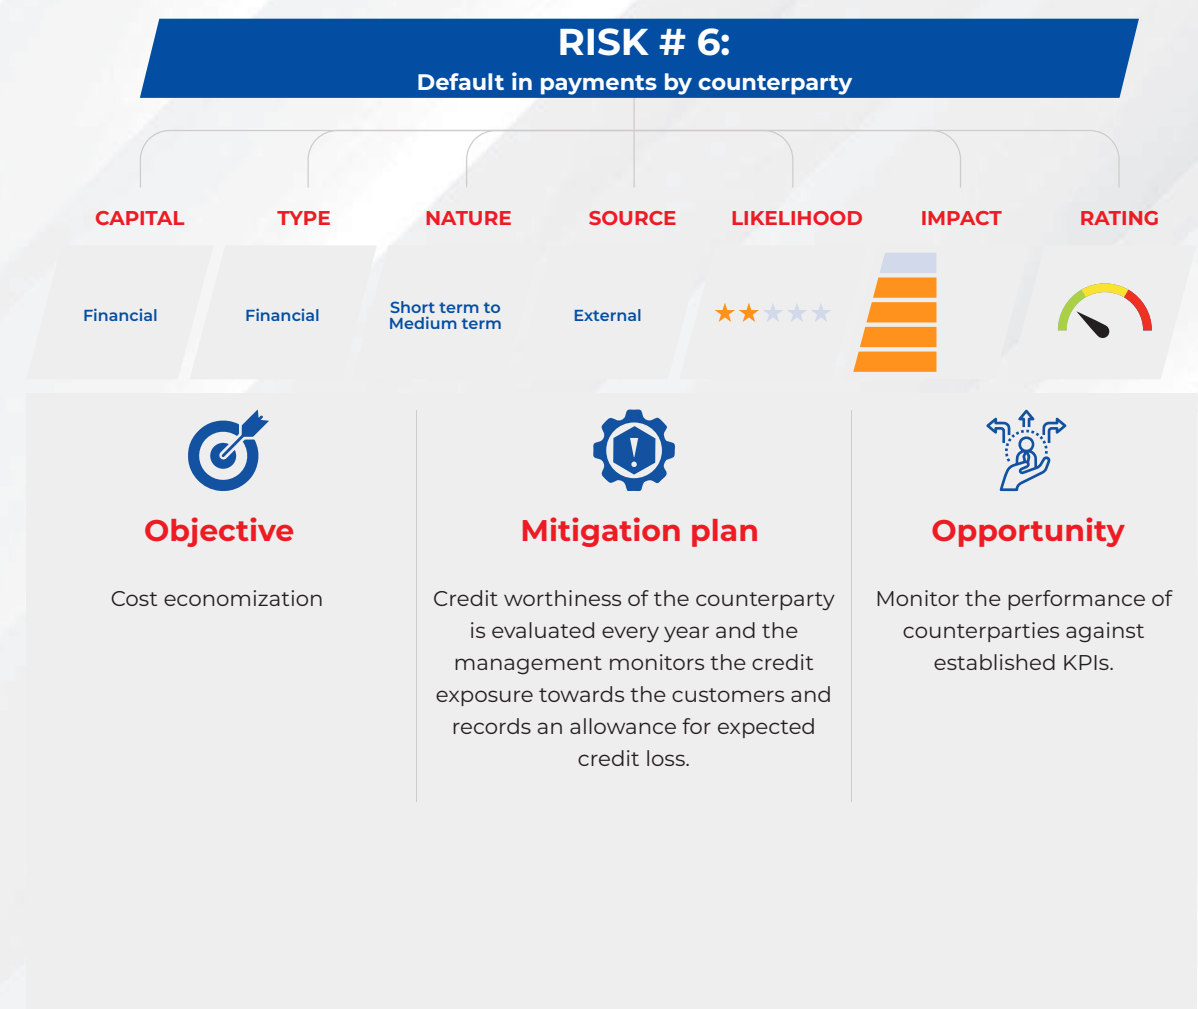 RISK # 6:
Default in payments by counterparty
CAPITAL
TYPE
NATURE
SOURCE
LIKELIHOOD
IMPACT
RATING
Financial
Financial
Short term to
Medium term
External
Objective
Cost economization
Mitigation plan
Credit worthiness of the counterparty
is evaluated every year and the
management monitors the credit
exposure towards the customers and
records an allowance for expected
credit loss.
Opportunity
Monitor the performance of
counterparties against
established KPIs.